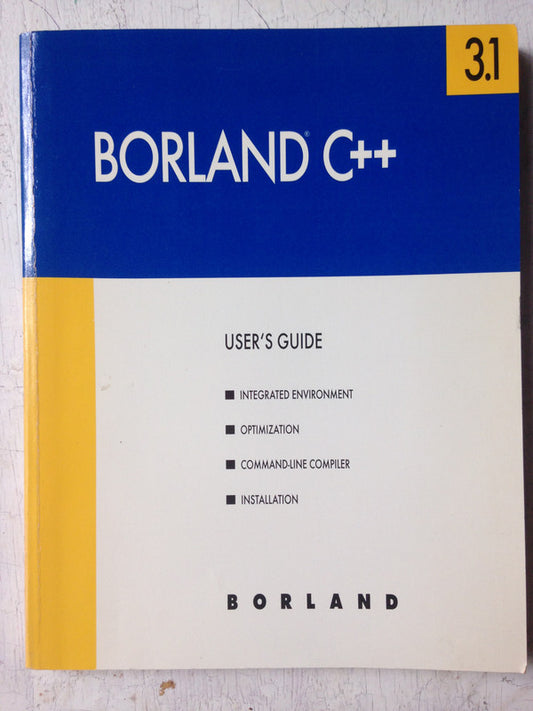 3.1
BORLAND® C++
USER'S GUIDE
■ INTEGRATED ENVIRONMENT
■ OPTIMIZATION
■ COMMAND-LINE COMPILER
■ INSTALLATION
BORLAND